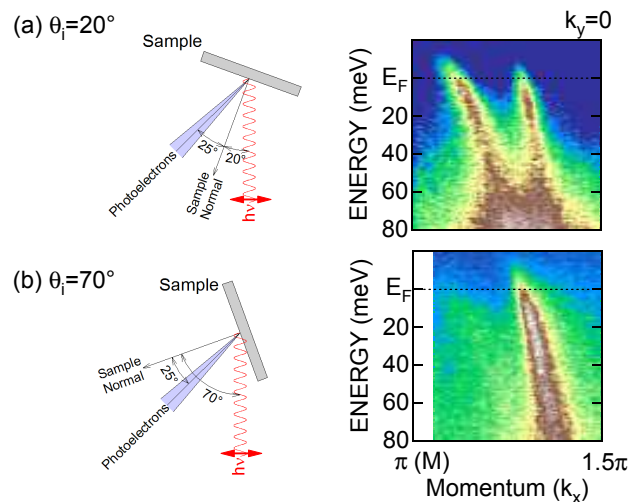 (a) θi=20°
Sample
25°
20°
Photoelectrons
Sample
Normal
hν
ky=0
EF
20
40
60
80
ENERGY (meV)
(b) θi=70°
Sample
Sample
Normal
25°
70°
Photoelectrons
hν
EF
20
40
60
80
ENERGY (meV)
π (M)
1.5π
Momentum (kx)